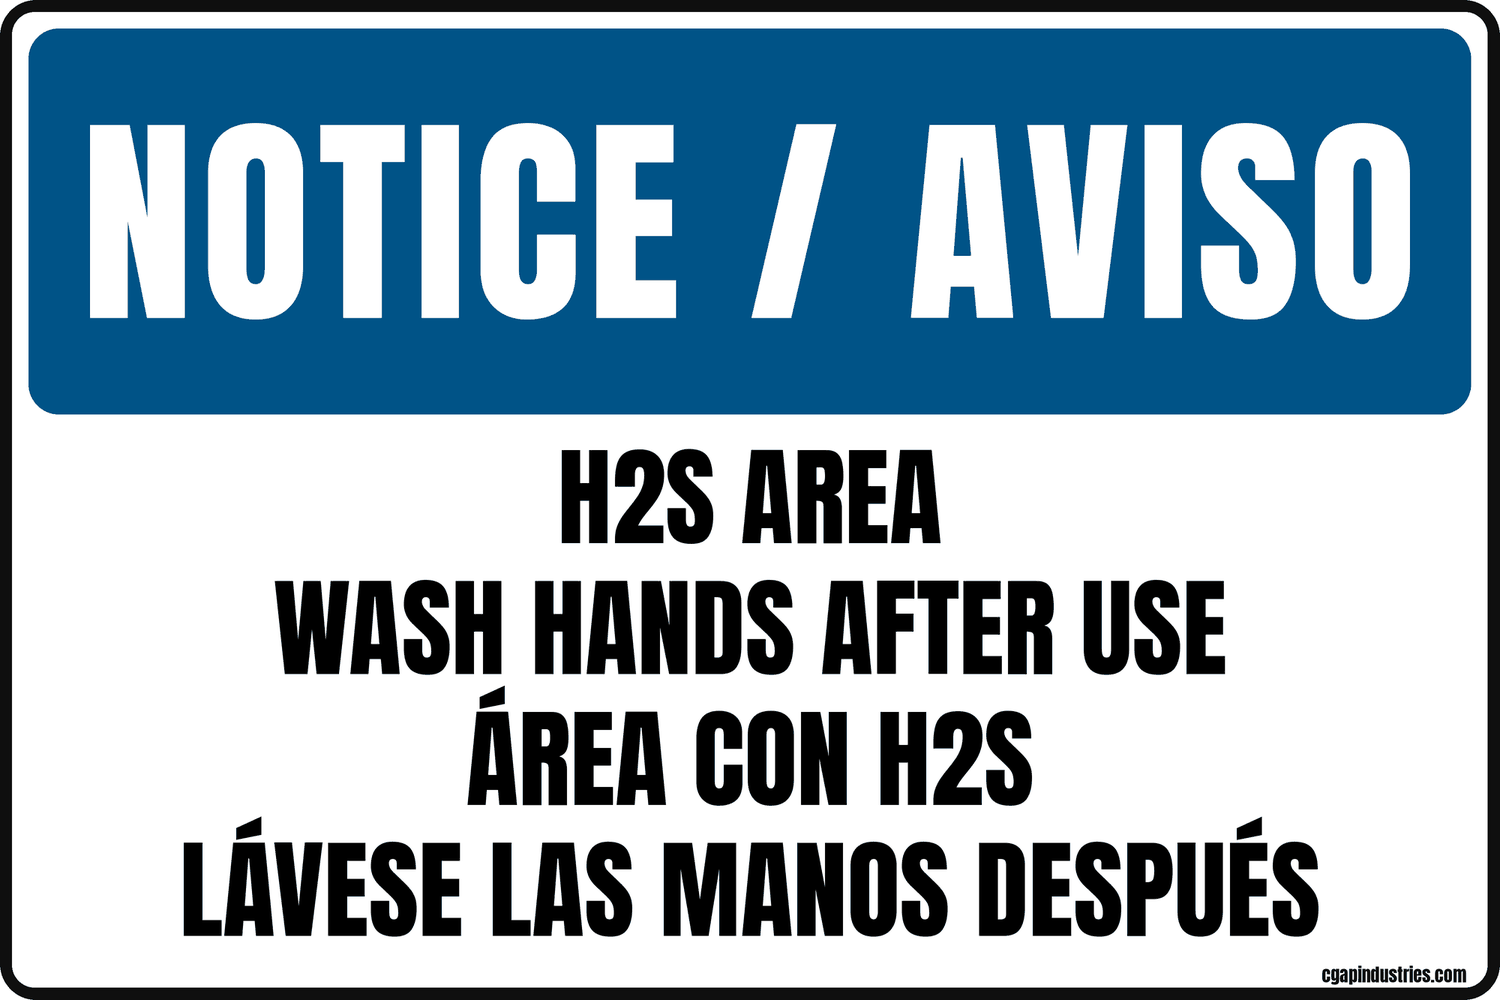 NOTICE / AVISO
H2S AREA
WASH HANDS AFTER USE
ÁREA CON H2S
LÁVESE LAS MANOS DESPUÉS
cgapindustries.com